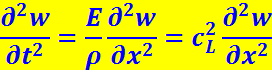 ∂²w/∂t² = E/ρ ∂²w/∂x² = c_L² ∂²w/∂x²